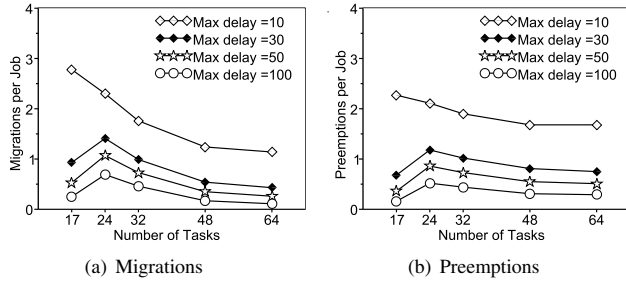 4
3
2
1
0
Migrations per Job
Max delay =10
Max delay =30
Max delay =50
Max delay =100
17 24 32 48 64
Number of Tasks
(a) Migrations
4
3
2
1
0
Preemptions per Job
Max delay =10
Max delay =30
Max delay =50
Max delay =100
17 24 32 48 64
Number of Tasks
(b) Preemptions